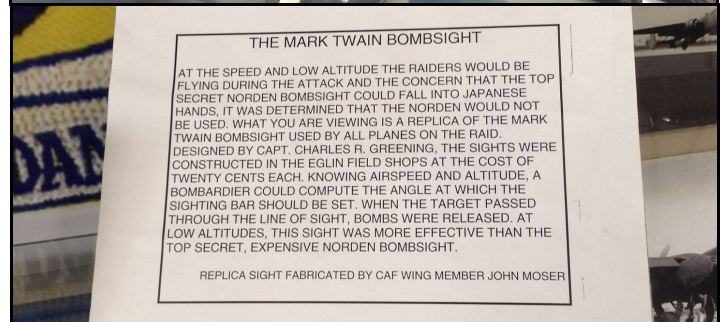 THE MARK TWAIN BOMBSIGHT
AT THE SPEED AND LOW ALTITUDE THE RAIDERS WOULD BE
FLYING DURING THE ATTACK AND THE CONCERN THAT THE TOP
SECRET NORDEN BOMBSIGHT COULD FALL INTO JAPANESE
HANDS, IT WAS DETERMINED THAT THE NORDEN WOULD NOT
BE USED. WHAT YOU ARE VIEWING IS A REPLICA OF THE MARK
TWAIN BOMBSIGHT USED BY ALL PLANES ON THE RAID.
DESIGNED BY CAPT. CHARLES R. GREENING, THE SIGHTS WERE
CONSTRUCTED IN THE EGLIN FIELD SHOPS AT THE COST OF
TWENTY CENTS EACH. KNOWING AIRSPEED AND ALTITUDE, A
BOMBARDIER COULD COMPUTE THE ANGLE AT WHICH THE
SIGHTING BAR SHOULD BE SET. WHEN THE TARGET PASSED
THROUGH THE LINE OF SIGHT, BOMBS WERE RELEASED. AT
LOW ALTITUDES, THIS SIGHT WAS MORE EFFECTIVE THAN THE
TOP SECRET, EXPENSIVE NORDEN BOMBSIGHT.
REPLICA SIGHT FABRICATED BY CAF WING MEMBER JOHN MOSER